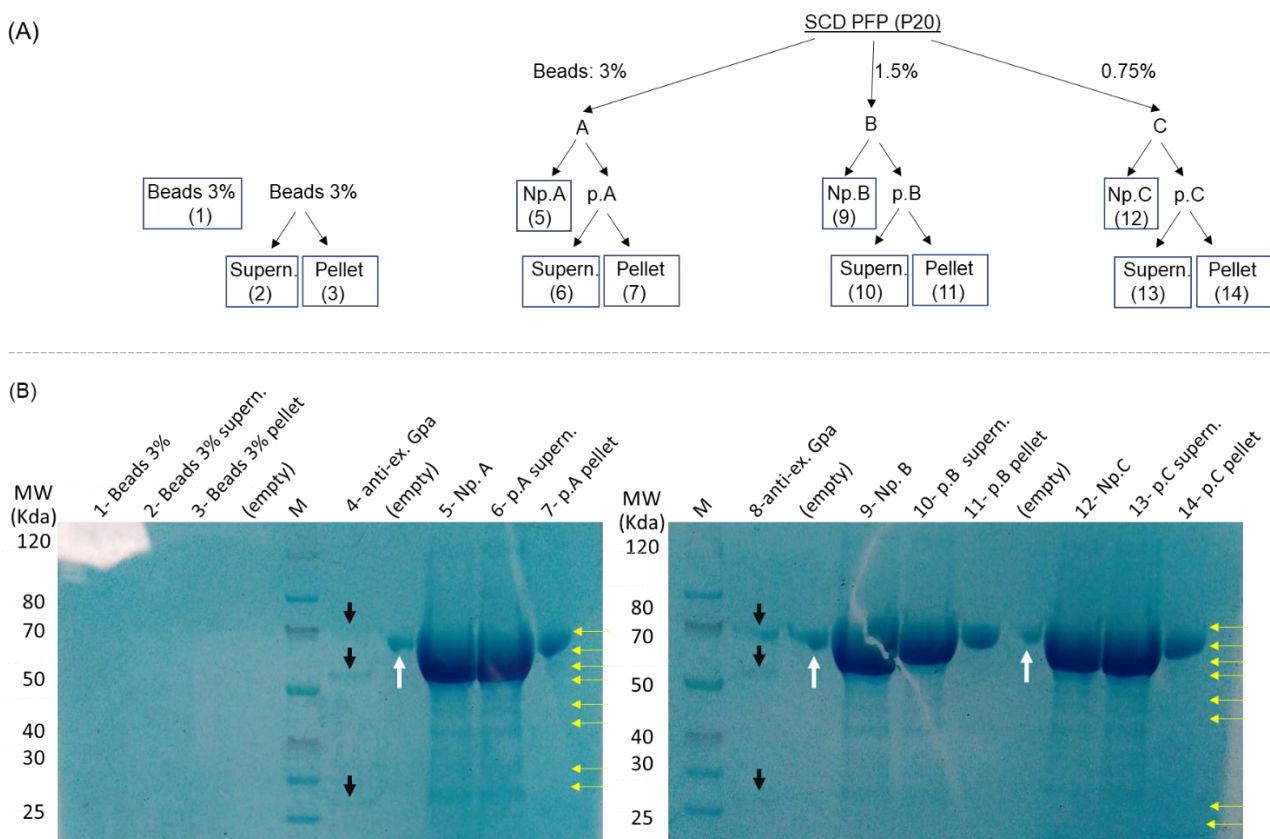 (A)
SCD PFP (P20)
Beads: 3%
1.5%
0.75%
A
B
C
Beads 3%
(1)
Beads 3%
Np.A
(5)
p.A
Np.B
(9)
p.B
Np.C
(12)
p.C
Supern.
(2)
Pellet
(3)
Supern.
(6)
Pellet
(7)
Supern.
(10)
Pellet
(11)
Supern.
(13)
Pellet
(14)
(B)
MW
(Kda)
1- Beads 3%
2- Beads 3% supern.
3- Beads 3% pellet
(empty)
M
4- anti-ex. Gpa
(empty)
5- Np. A
6- p.A supern.
7- p.A pellet
120
80
70
50
40
30
25
MW
(Kda)
M
8-anti-ex. Gpa
(empty)
9- Np. B
10- p.B supern.
11- p.B pellet
(empty)
12- Np.C
13- p.C supern.
14- p.C pellet
120
80
70
50
40
30
25